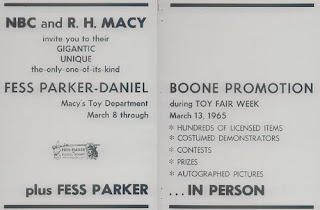 NBC and R. H. MACY
invite you to their
GIGANTIC
UNIQUE
the-only-one-of-its-kind
FESS PARKER-DANIEL
Macy's Toy Department
March 8 through
plus FESS PARKER
BOONE PROMOTION
during TOY FAIR WEEK
March 13, 1965
* HUNDREDS OF LICENSED ITEMS
* COSTUMED DEMONSTRATORS
* CONTESTS
* PRIZES
* AUTOGRAPHED PICTURES
. . . IN PERSON